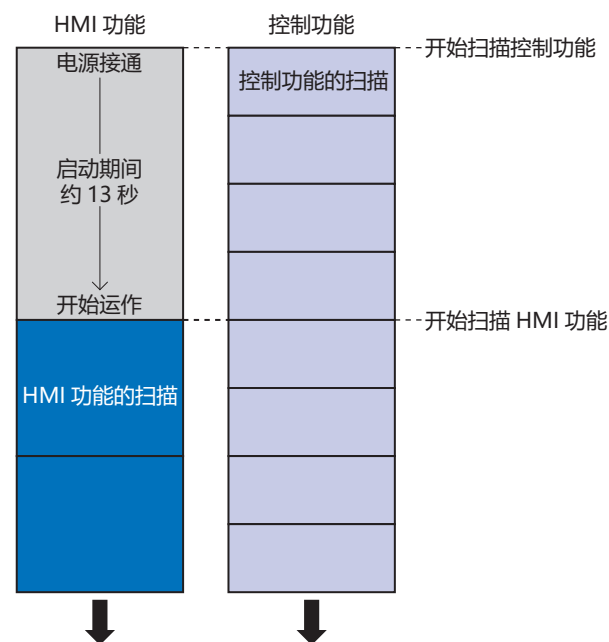 HMI 功能
控制功能
开始扫描控制功能
电源接通
控制功能的扫描
启动期间
约 13 秒
开始运作
开始扫描 HMI 功能
HMI 功能的扫描